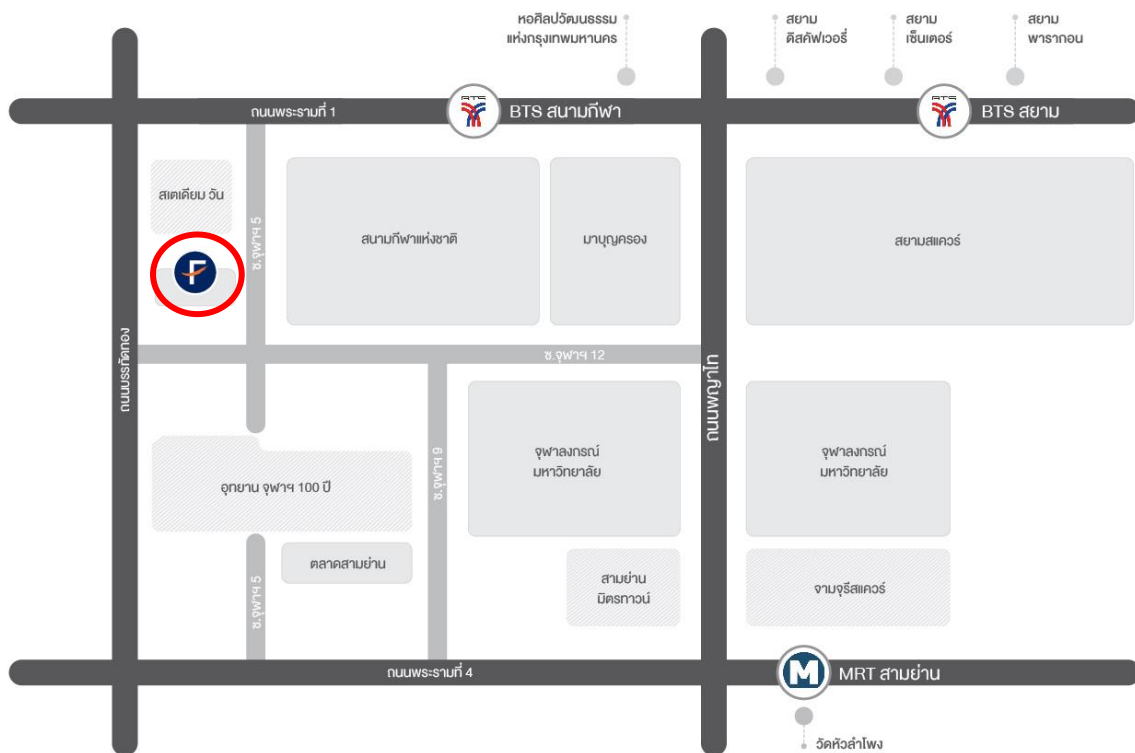 หอศิลปวัฒนธรรม
แห่งกรุงเทพมหานคร
สยาม
ดิสคัฟเวอรี่
สยาม
เซ็นเตอร์
สยาม
พารากอน
ถนนพระรามที่ 1
BTS
BTS สนามกีฬา
BTS
BTS สยาม
สเตเดียม วัน
ซ.จุฬาฯ 5
สนามกีฬาแห่งชาติ
มาบุญครอง
สยามสแควร์
F
ถนนบรรทัดทอง
ซ.จุฬาฯ 12
ถนนพญาไท
จุฬาลงกรณ์
มหาวิทยาลัย
จุฬาลงกรณ์
มหาวิทยาลัย
ซ.จุฬาฯ 9
อุทยาน จุฬาฯ 100 ปี
ตลาดสามย่าน
ซ.จุฬาฯ 5
สามย่าน
มิตรทาวน์
จามจุรีสแควร์
ถนนพระรามที่ 4
M
MRT สามย่าน
วัดหัวลำโพง